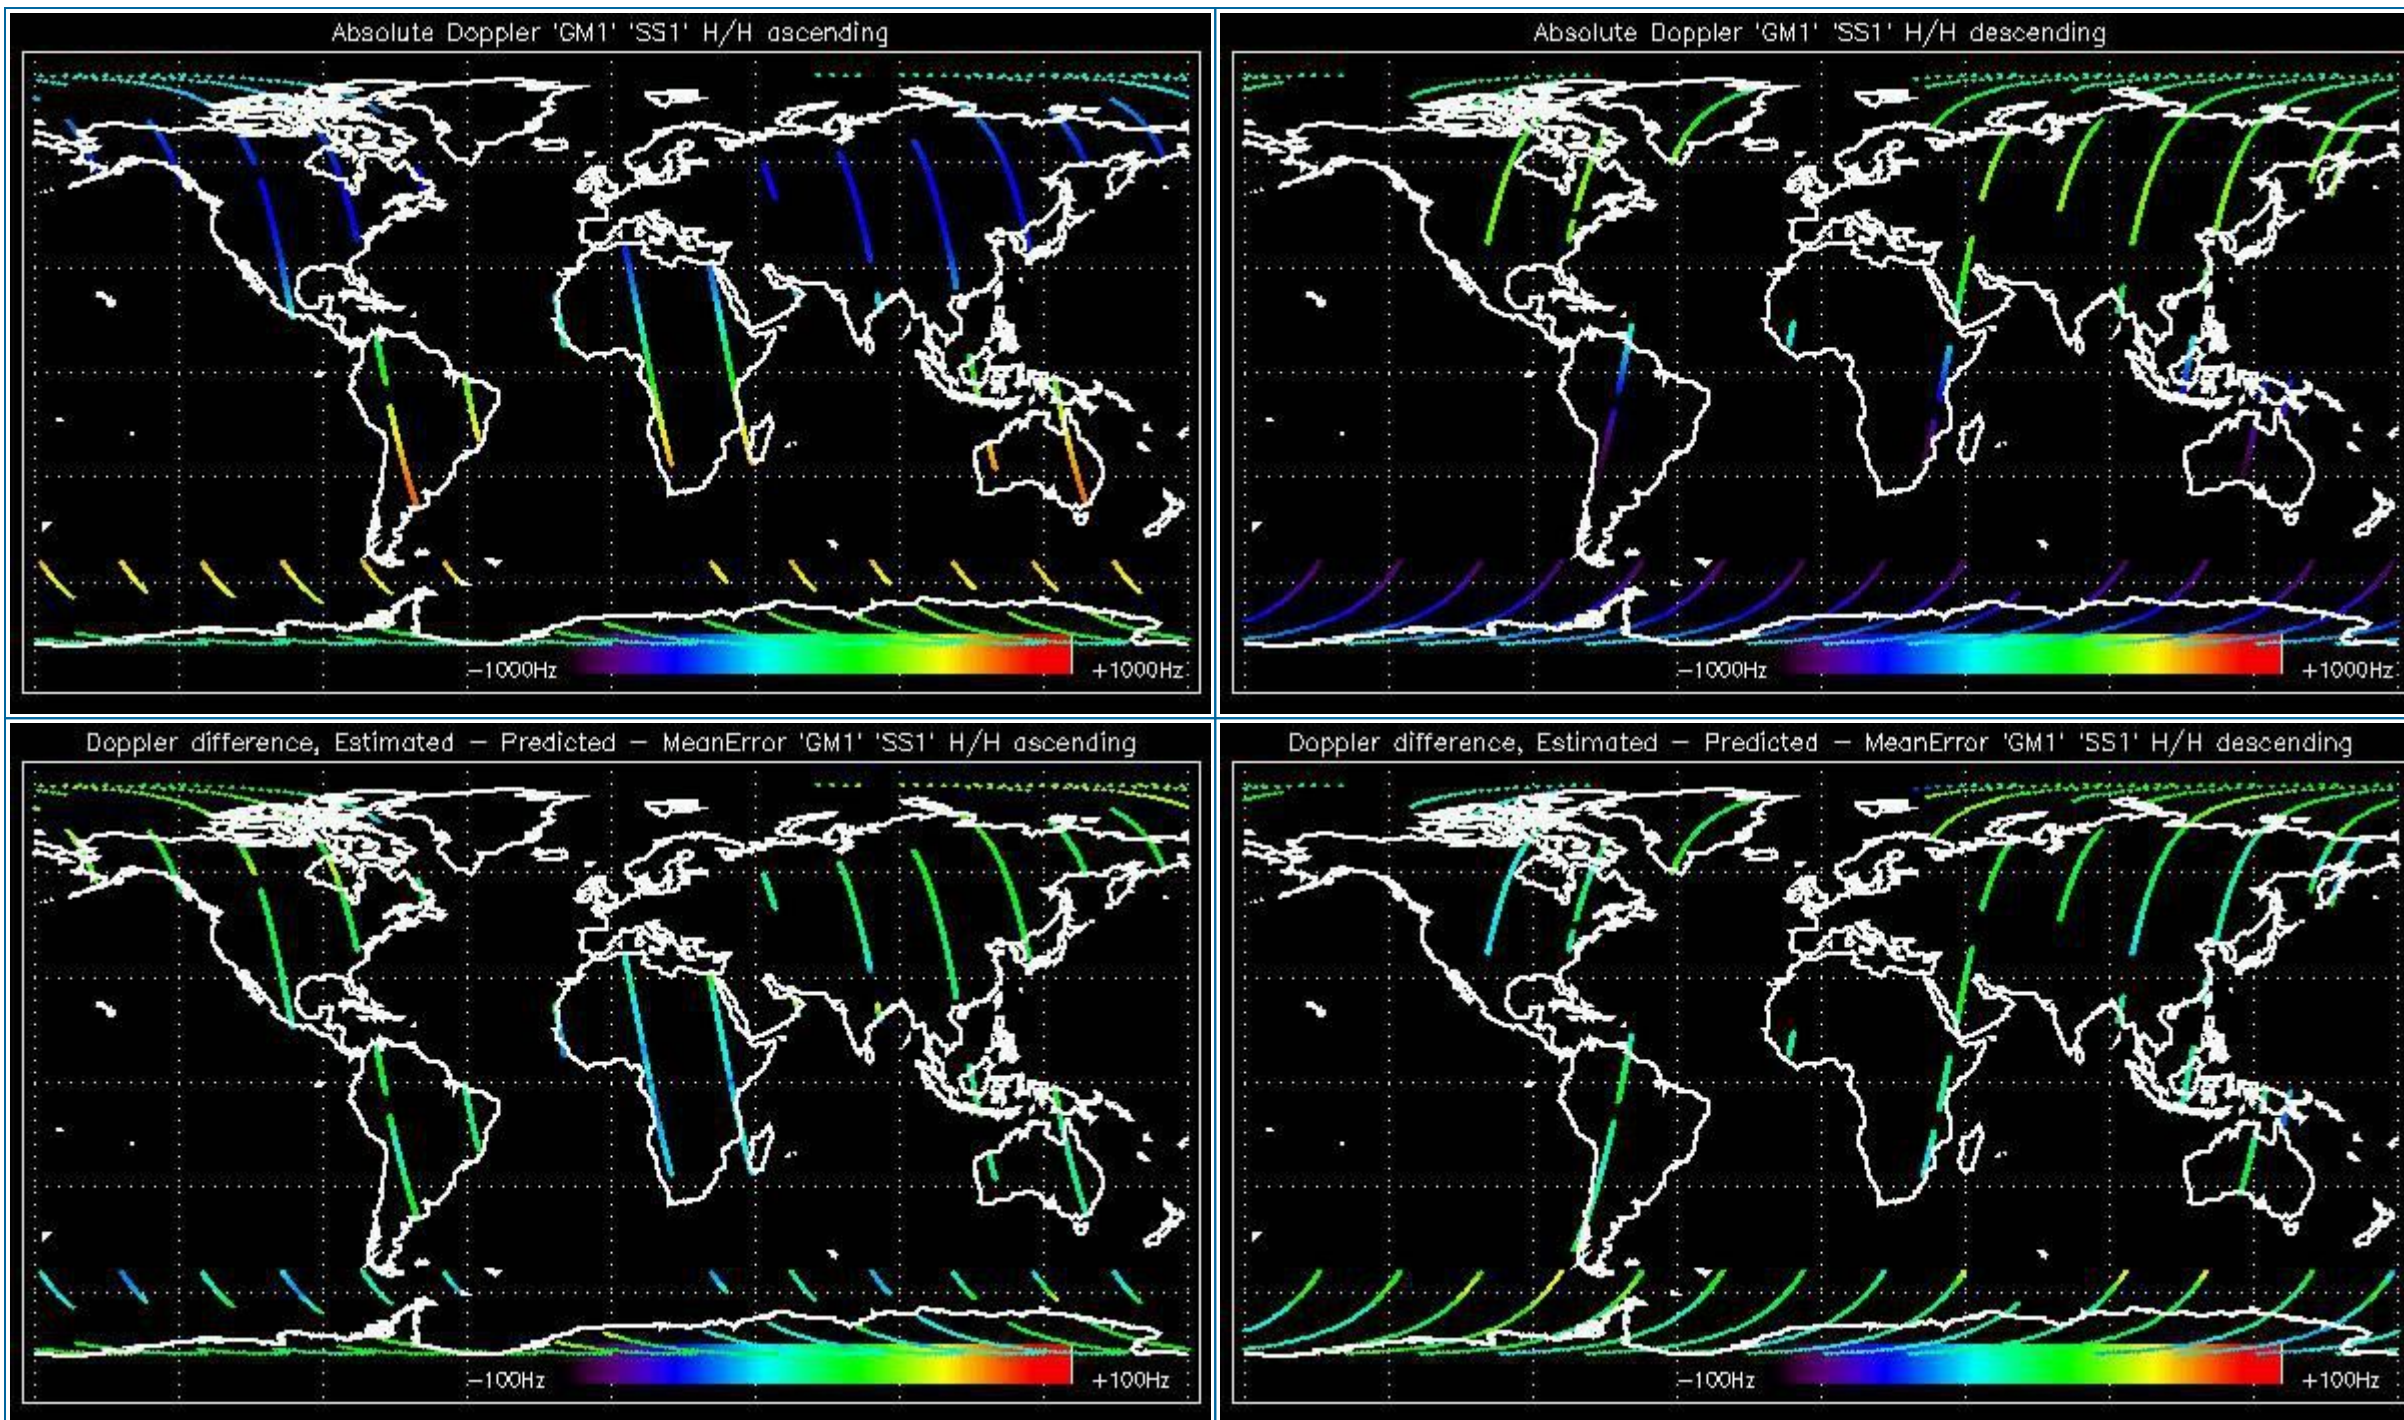 Absolute Doppler 'GM1' 'SS1' H/H ascending
-1000Hz +1000Hz
Absolute Doppler 'GM1' 'SS1' H/H descending
-1000Hz +1000Hz
Doppler difference, Estimated - Predicted - MeanError 'GM1' 'SS1' H/H ascending
-100Hz +100Hz
Doppler difference, Estimated - Predicted - MeanError 'GM1' 'SS1' H/H descending
-100Hz +100Hz